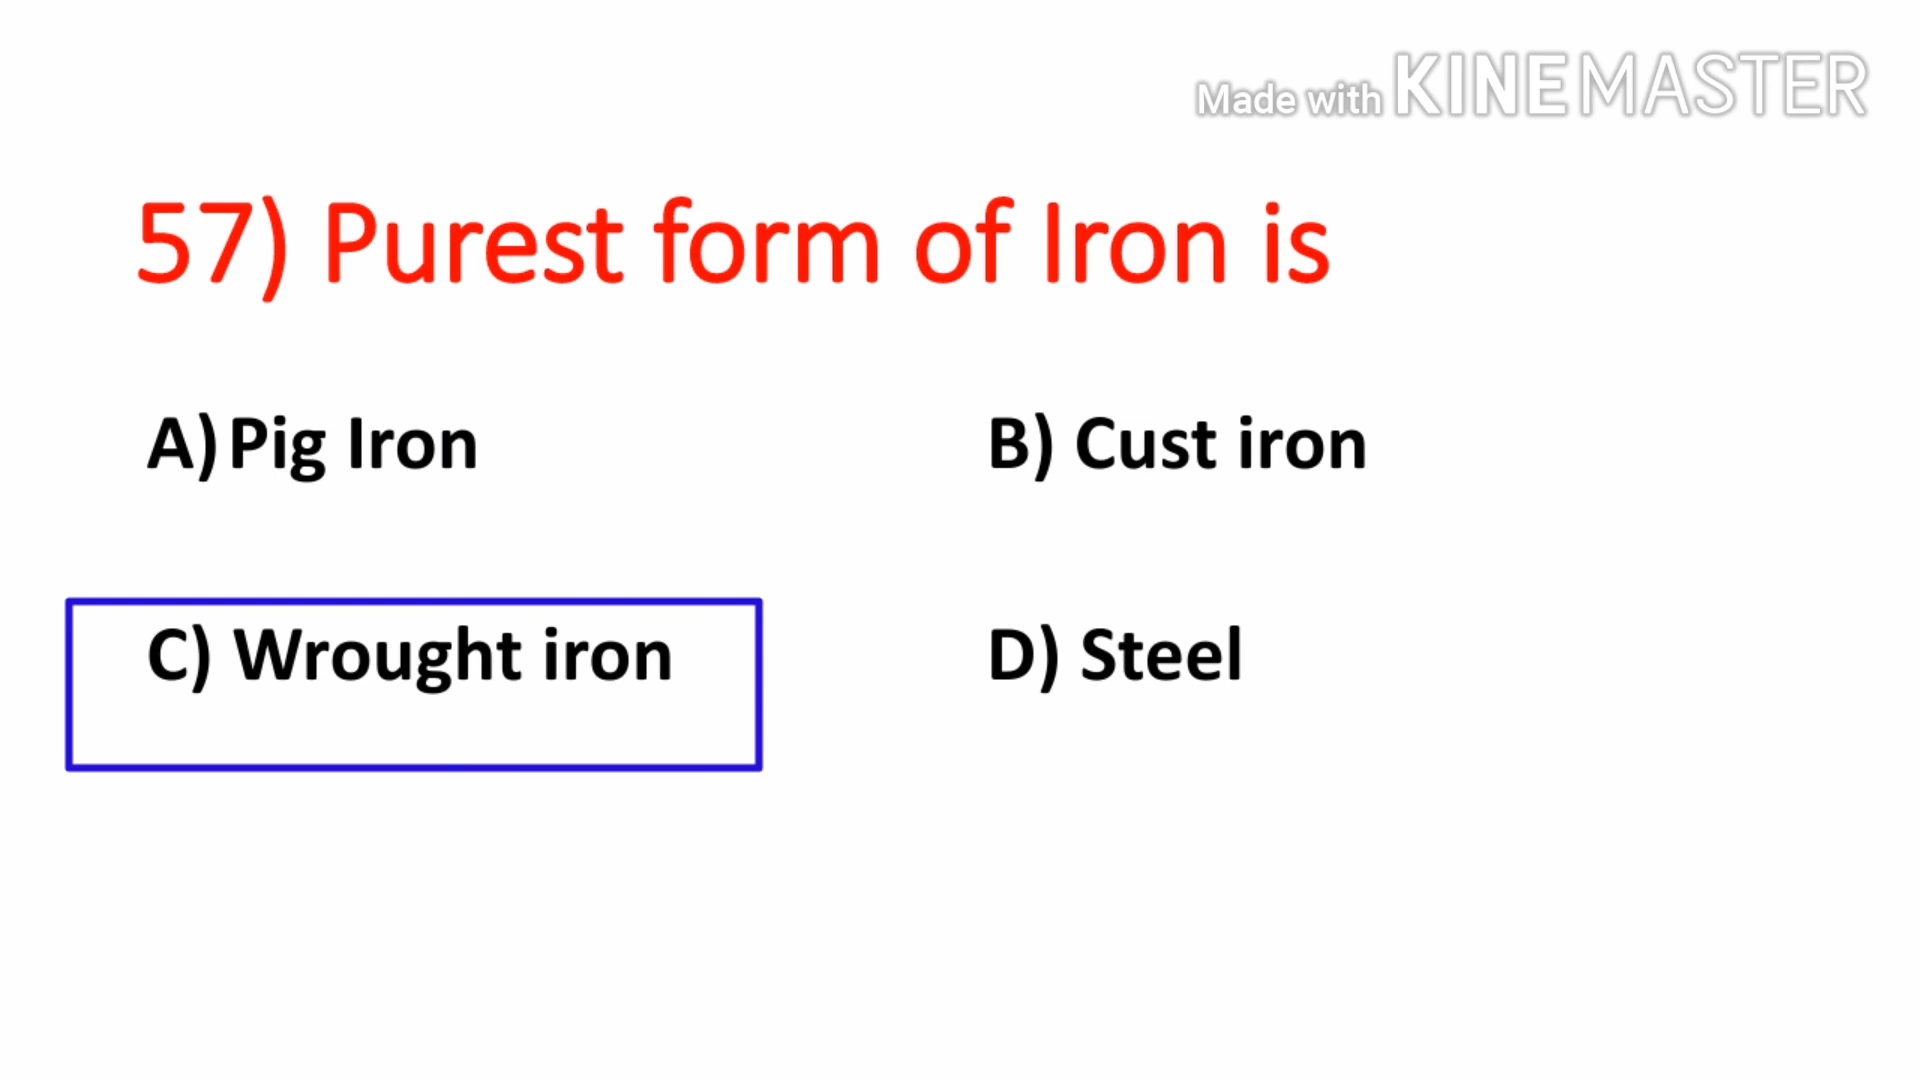 Made with KINEMASTER
57) Purest form of Iron is
A) Pig Iron
B) Cust iron
C) Wrought iron
D) Steel